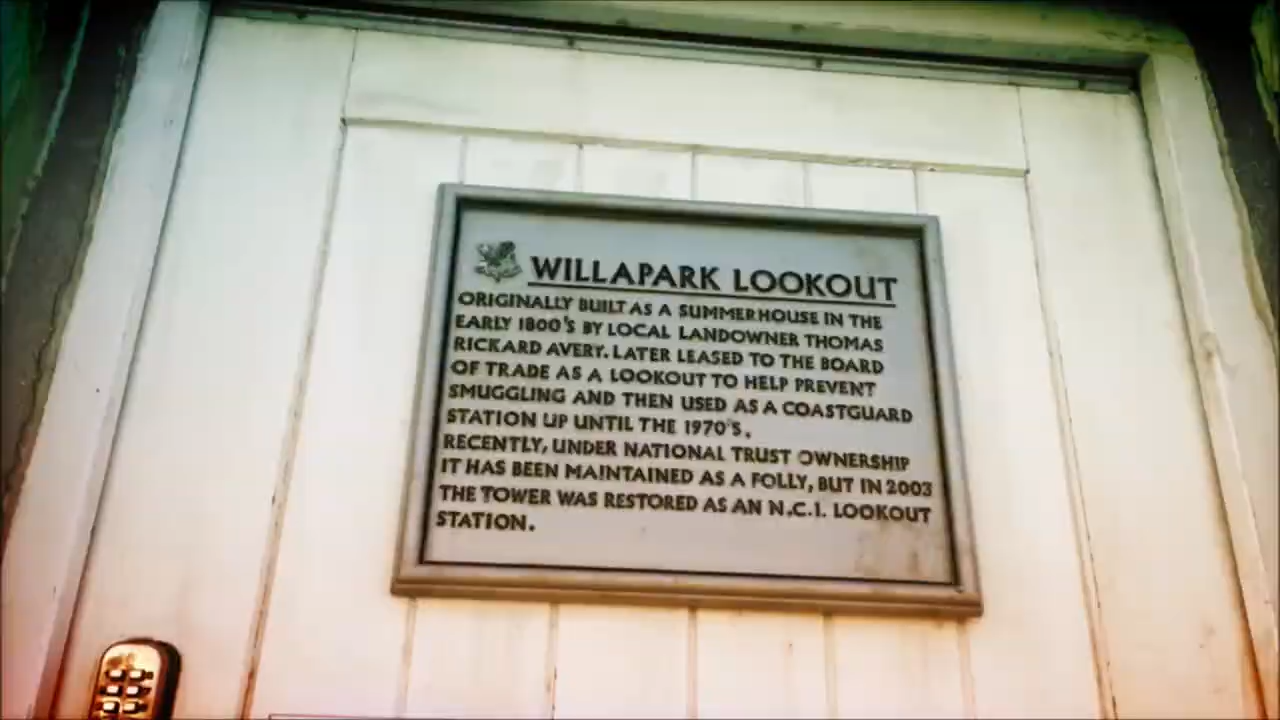 WILLAPARK LOOKOUT
ORIGINALLY BUILT AS A SUMMERHOUSE IN THE
EARLY 1800'S BY LOCAL LANDOWNER THOMAS
RICKARD AVERY. LATER LEASED TO THE BOARD
OF TRADE AS A LOOKOUT TO HELP PREVENT
SMUGGLING AND THEN USED AS A COASTGUARD
STATION UP UNTIL THE 1970'S.
RECENTLY, UNDER NATIONAL TRUST OWNERSHIP
IT HAS BEEN MAINTAINED AS A FOLLY, BUT IN 2003
THE TOWER WAS RESTORED AS AN N.C.I. LOOKOUT
STATION.